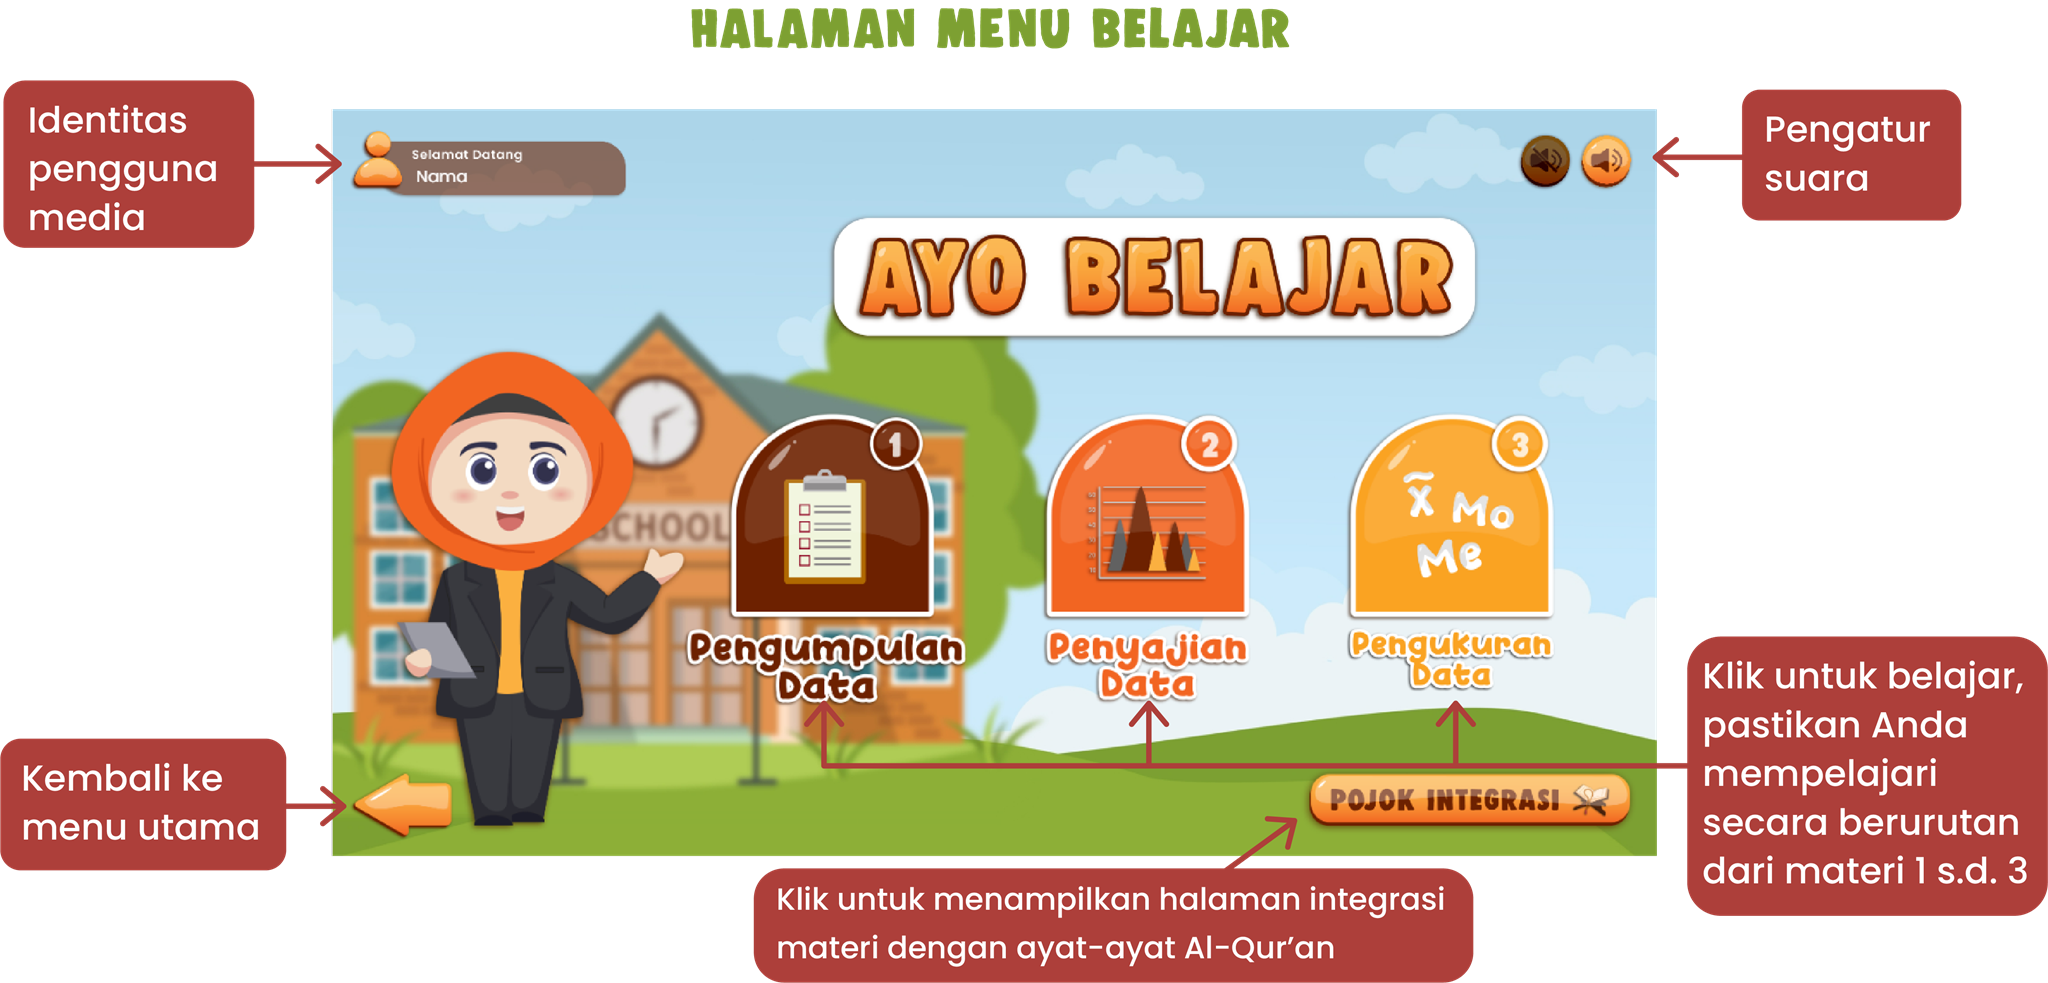 HALAMAN MENU BELAJAR
Identitas
pengguna
media
Selamat Datang
Nama
Pengatur
suara
AYO BELAJAR
1
2
3
x̄ Mo
Me
SCHOOL
Pengumpulan
Data
Penyajian
Data
Pengukuran
Data
Klik untuk belajar,
pastikan Anda
mempelajari
secara berurutan
dari materi 1 s.d. 3
Kembali ke
menu utama
POJOK INTEGRASI
Klik untuk menampilkan halaman integrasi
materi dengan ayat-ayat Al-Qur'an